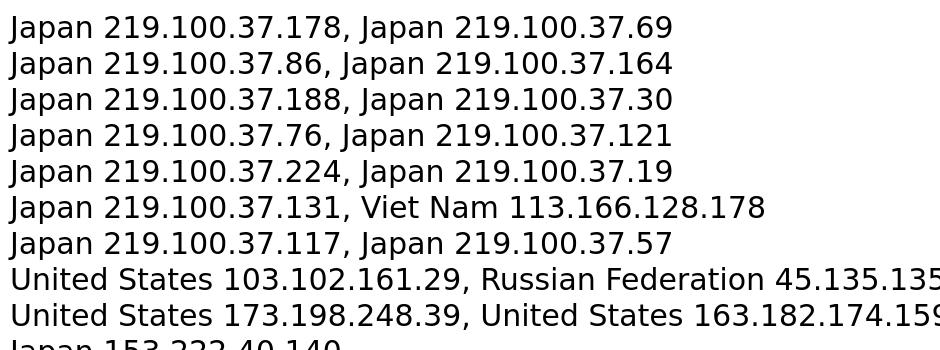 Japan 219.100.37.178, Japan 219.100.37.69
Japan 219.100.37.86, Japan 219.100.37.164
Japan 219.100.37.188, Japan 219.100.37.30
Japan 219.100.37.76, Japan 219.100.37.121
Japan 219.100.37.224, Japan 219.100.37.19
Japan 219.100.37.131, Viet Nam 113.166.128.178
Japan 219.100.37.117, Japan 219.100.37.57
United States 103.102.161.29, Russian Federation 45.135.135
United States 173.198.248.39, United States 163.182.174.159
Japan 153.222.40.140